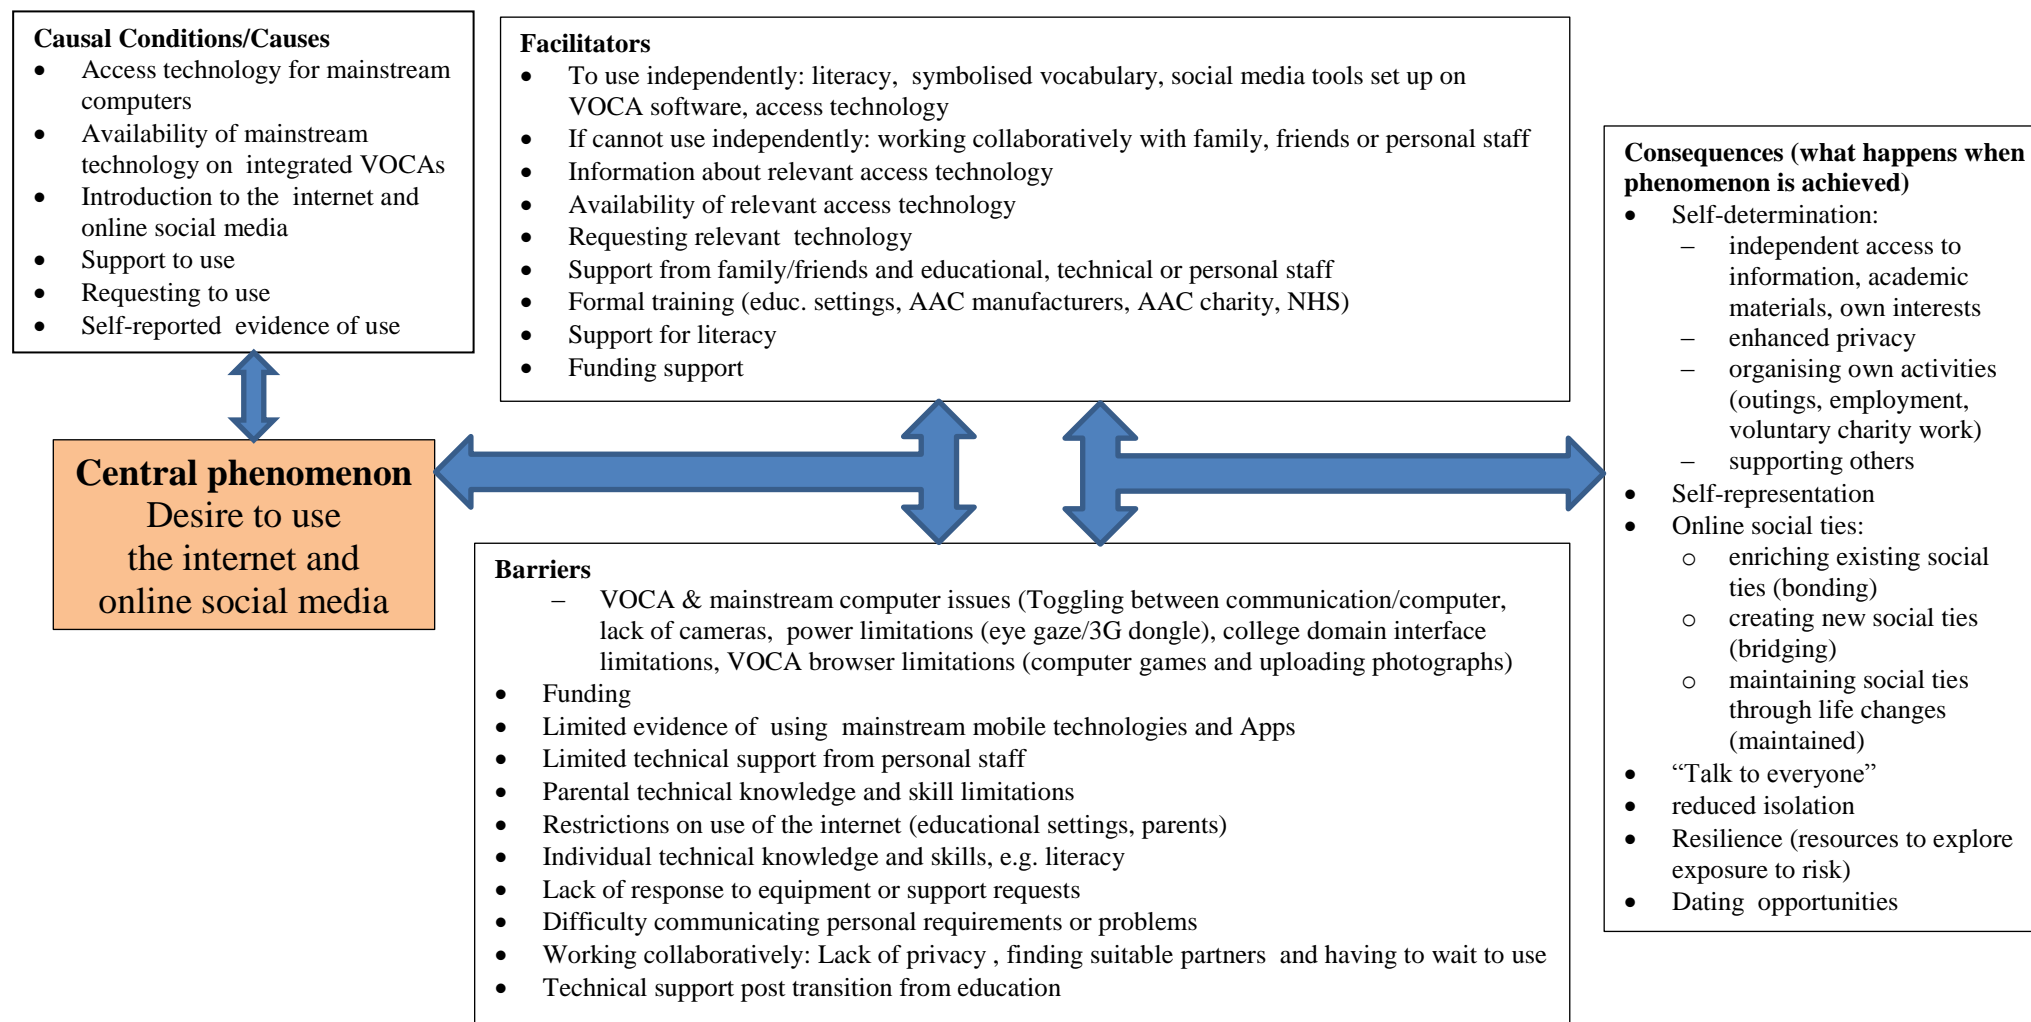 Causal Conditions/Causes
• Access technology for mainstream
computers
• Availability of mainstream
technology on integrated VOCAs
• Introduction to the internet and
online social media
• Support to use
• Requesting to use
• Self-reported evidence of use
Central phenomenon
Desire to use
the internet and
online social media
Facilitators
• To use independently: literacy, symbolised vocabulary, social media tools set up on
VOCA software, access technology
• If cannot use independently: working collaboratively with family, friends or personal staff
• Information about relevant access technology
• Availability of relevant access technology
• Requesting relevant technology
• Support from family/friends and educational, technical or personal staff
• Formal training (educ. settings, AAC manufacturers, AAC charity, NHS)
• Support for literacy
• Funding support
Barriers
– VOCA & mainstream computer issues (Toggling between communication/computer,
lack of cameras, power limitations (eye gaze/3G dongle), college domain interface
limitations, VOCA browser limitations (computer games and uploading photographs)
• Funding
• Limited evidence of using mainstream mobile technologies and Apps
• Limited technical support from personal staff
• Parental technical knowledge and skill limitations
• Restrictions on use of the internet (educational settings, parents)
• Individual technical knowledge and skills, e.g. literacy
• Lack of response to equipment or support requests
• Difficulty communicating personal requirements or problems
• Working collaboratively: Lack of privacy , finding suitable partners and having to wait to use
• Technical support post transition from education
Consequences (what happens when
phenomenon is achieved)
• Self-determination:
– independent access to
information, academic
materials, own interests
– enhanced privacy
– organising own activities
(outings, employment,
voluntary charity work)
– supporting others
• Self-representation
• Online social ties:
o enriching existing social
ties (bonding)
o creating new social ties
(bridging)
o maintaining social ties
through life changes
(maintained)
• “Talk to everyone”
• reduced isolation
• Resilience (resources to explore
exposure to risk)
• Dating opportunities